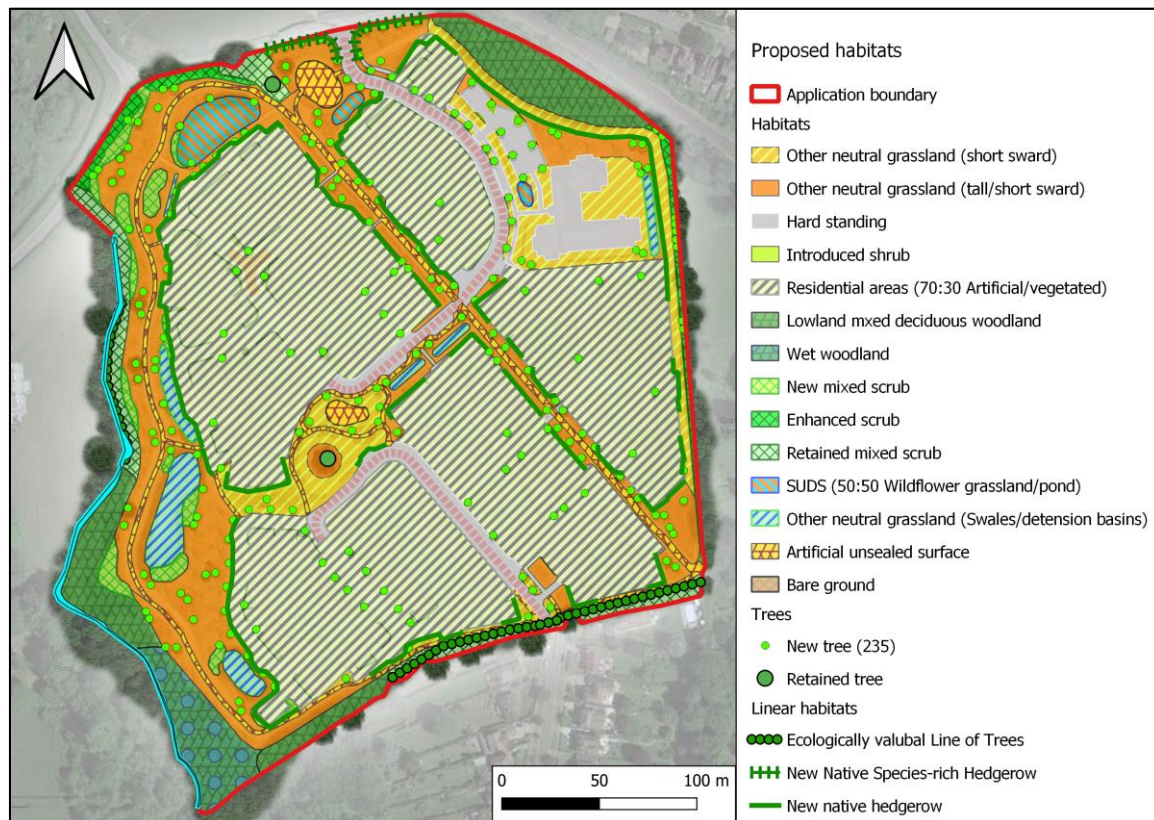 Proposed habitats
Application boundary
Habitats
Other neutral grassland (short sward)
Other neutral grassland (tall/short sward)
Hard standing
Introduced shrub
Residential areas (70:30 Artificial/vegetated)
Lowland mxed deciduous woodland
Wet woodland
New mixed scrub
Enhanced scrub
Retained mixed scrub
SUDS (50:50 Wildflower grassland/pond)
Other neutral grassland (Swales/detension basins)
Artificial unsealed surface
Bare ground
Trees
New tree (235)
Retained tree
Linear habitats
Ecologically valubal Line of Trees
New Native Species-rich Hedgerow
New native hedgerow
0 50 100 m